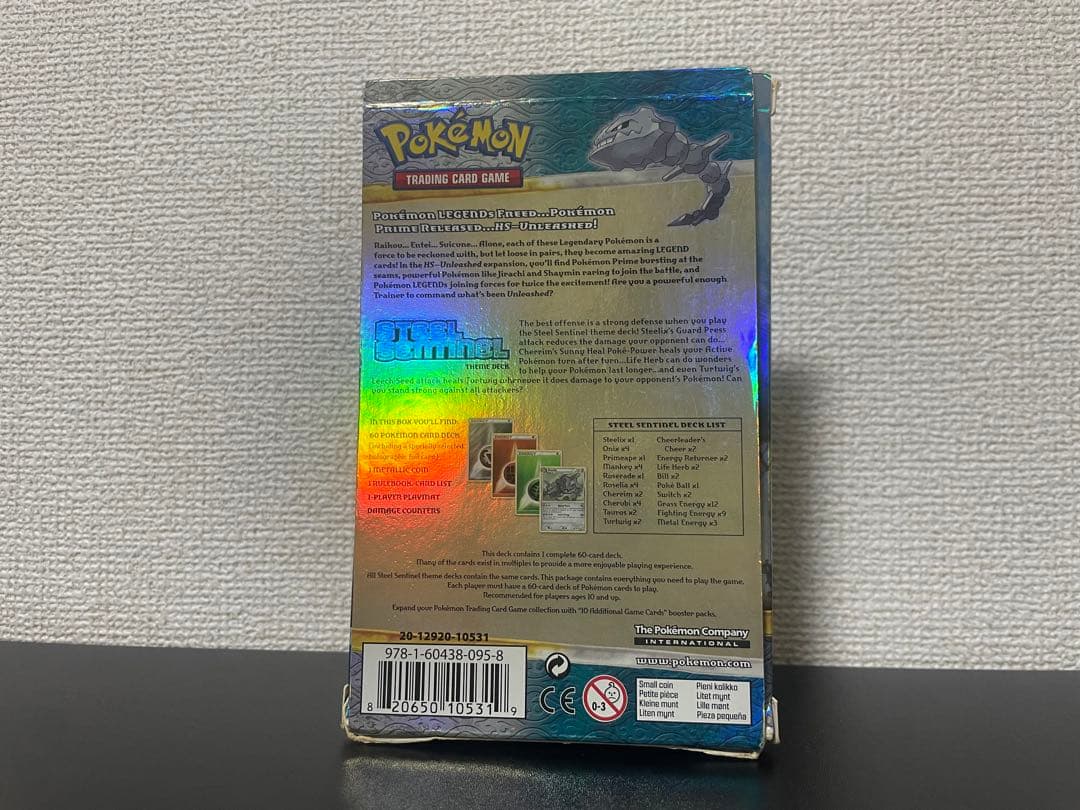 POKÉMON
TRADING CARD GAME
POKÉMON LEGENDs FREED...POKÉMON
PRIME RELEASED...HS-UNLEASHED!
Raikou... Entei... Suicune... Alone, each of these Legendary Pokémon is a
force to be reckoned with, but let loose in pairs, they become amazing LEGEND
cards! In the HS-Unleashed expansion, you'll find Pokémon Prime bursting at the
seams, powerful Pokémon like Jirachi and Shaymin raring to join the battle, and
Pokémon LEGENDs joining forces for twice the excitement! Are you a powerful enough
Trainer to command what's been Unleashed?
STEEL
SENTINEL
THEME DECK
The best offense is a strong defense when you play
the Steel Sentinel theme deck! Steelix's Guard Press
attack reduces the damage your opponent can do...
Cherrim's Sunny Heal Poké-Power heals your Active
Pokémon turn after turn...Life Herb can do wonders
to help your Pokémon last longer...and even Turtwig's
Leech Seed attack heals Turtwig whenever it does damage to your opponent's Pokémon! Can
you stand strong against all attackers?
IN THIS BOX YOU'LL FIND:
60 POKÉMON CARD DECK
(including a specially selected
holographic foil card)
1 METALLIC COIN
1 RULEBOOK, CARD LIST
1-PLAYER PLAYMAT
DAMAGE COUNTERS
STEEL SENTINEL DECK LIST
Steelix x1
Onix x4
Primeape x1
Mankey x4
Roserade x1
Roselia x4
Cherrim x2
Cherubi x4
Tauros x2
Turtwig x2
Cheerleader's
Cheer x2
Energy Returner x2
Life Herb x2
Bill x2
Poké Ball x1
Switch x2
Grass Energy x12
Fighting Energy x9
Metal Energy x3
This deck contains 1 complete 60-card deck.
Many of the cards exist in multiples to provide a more enjoyable playing experience.
All Steel Sentinel theme decks contain the same cards. This package contains everything you need to play the game.
Each player must have a 60-card deck of Pokémon cards to play.
Recommended for players ages 10 and up.
Expand your Pokémon Trading Card Game collection with "10 Additional Game Cards" booster packs.
20-12920-10531
978-1-60438-095-8
8 20650 10531 9
The Pokémon Company
INTERNATIONAL
www.pokemon.com
CE
0-3
Small coin
Petite pièce
Kleine munt
Liten mynt
Pieni kolikko
Litet mynt
Lille mønt
Pieza pequeña